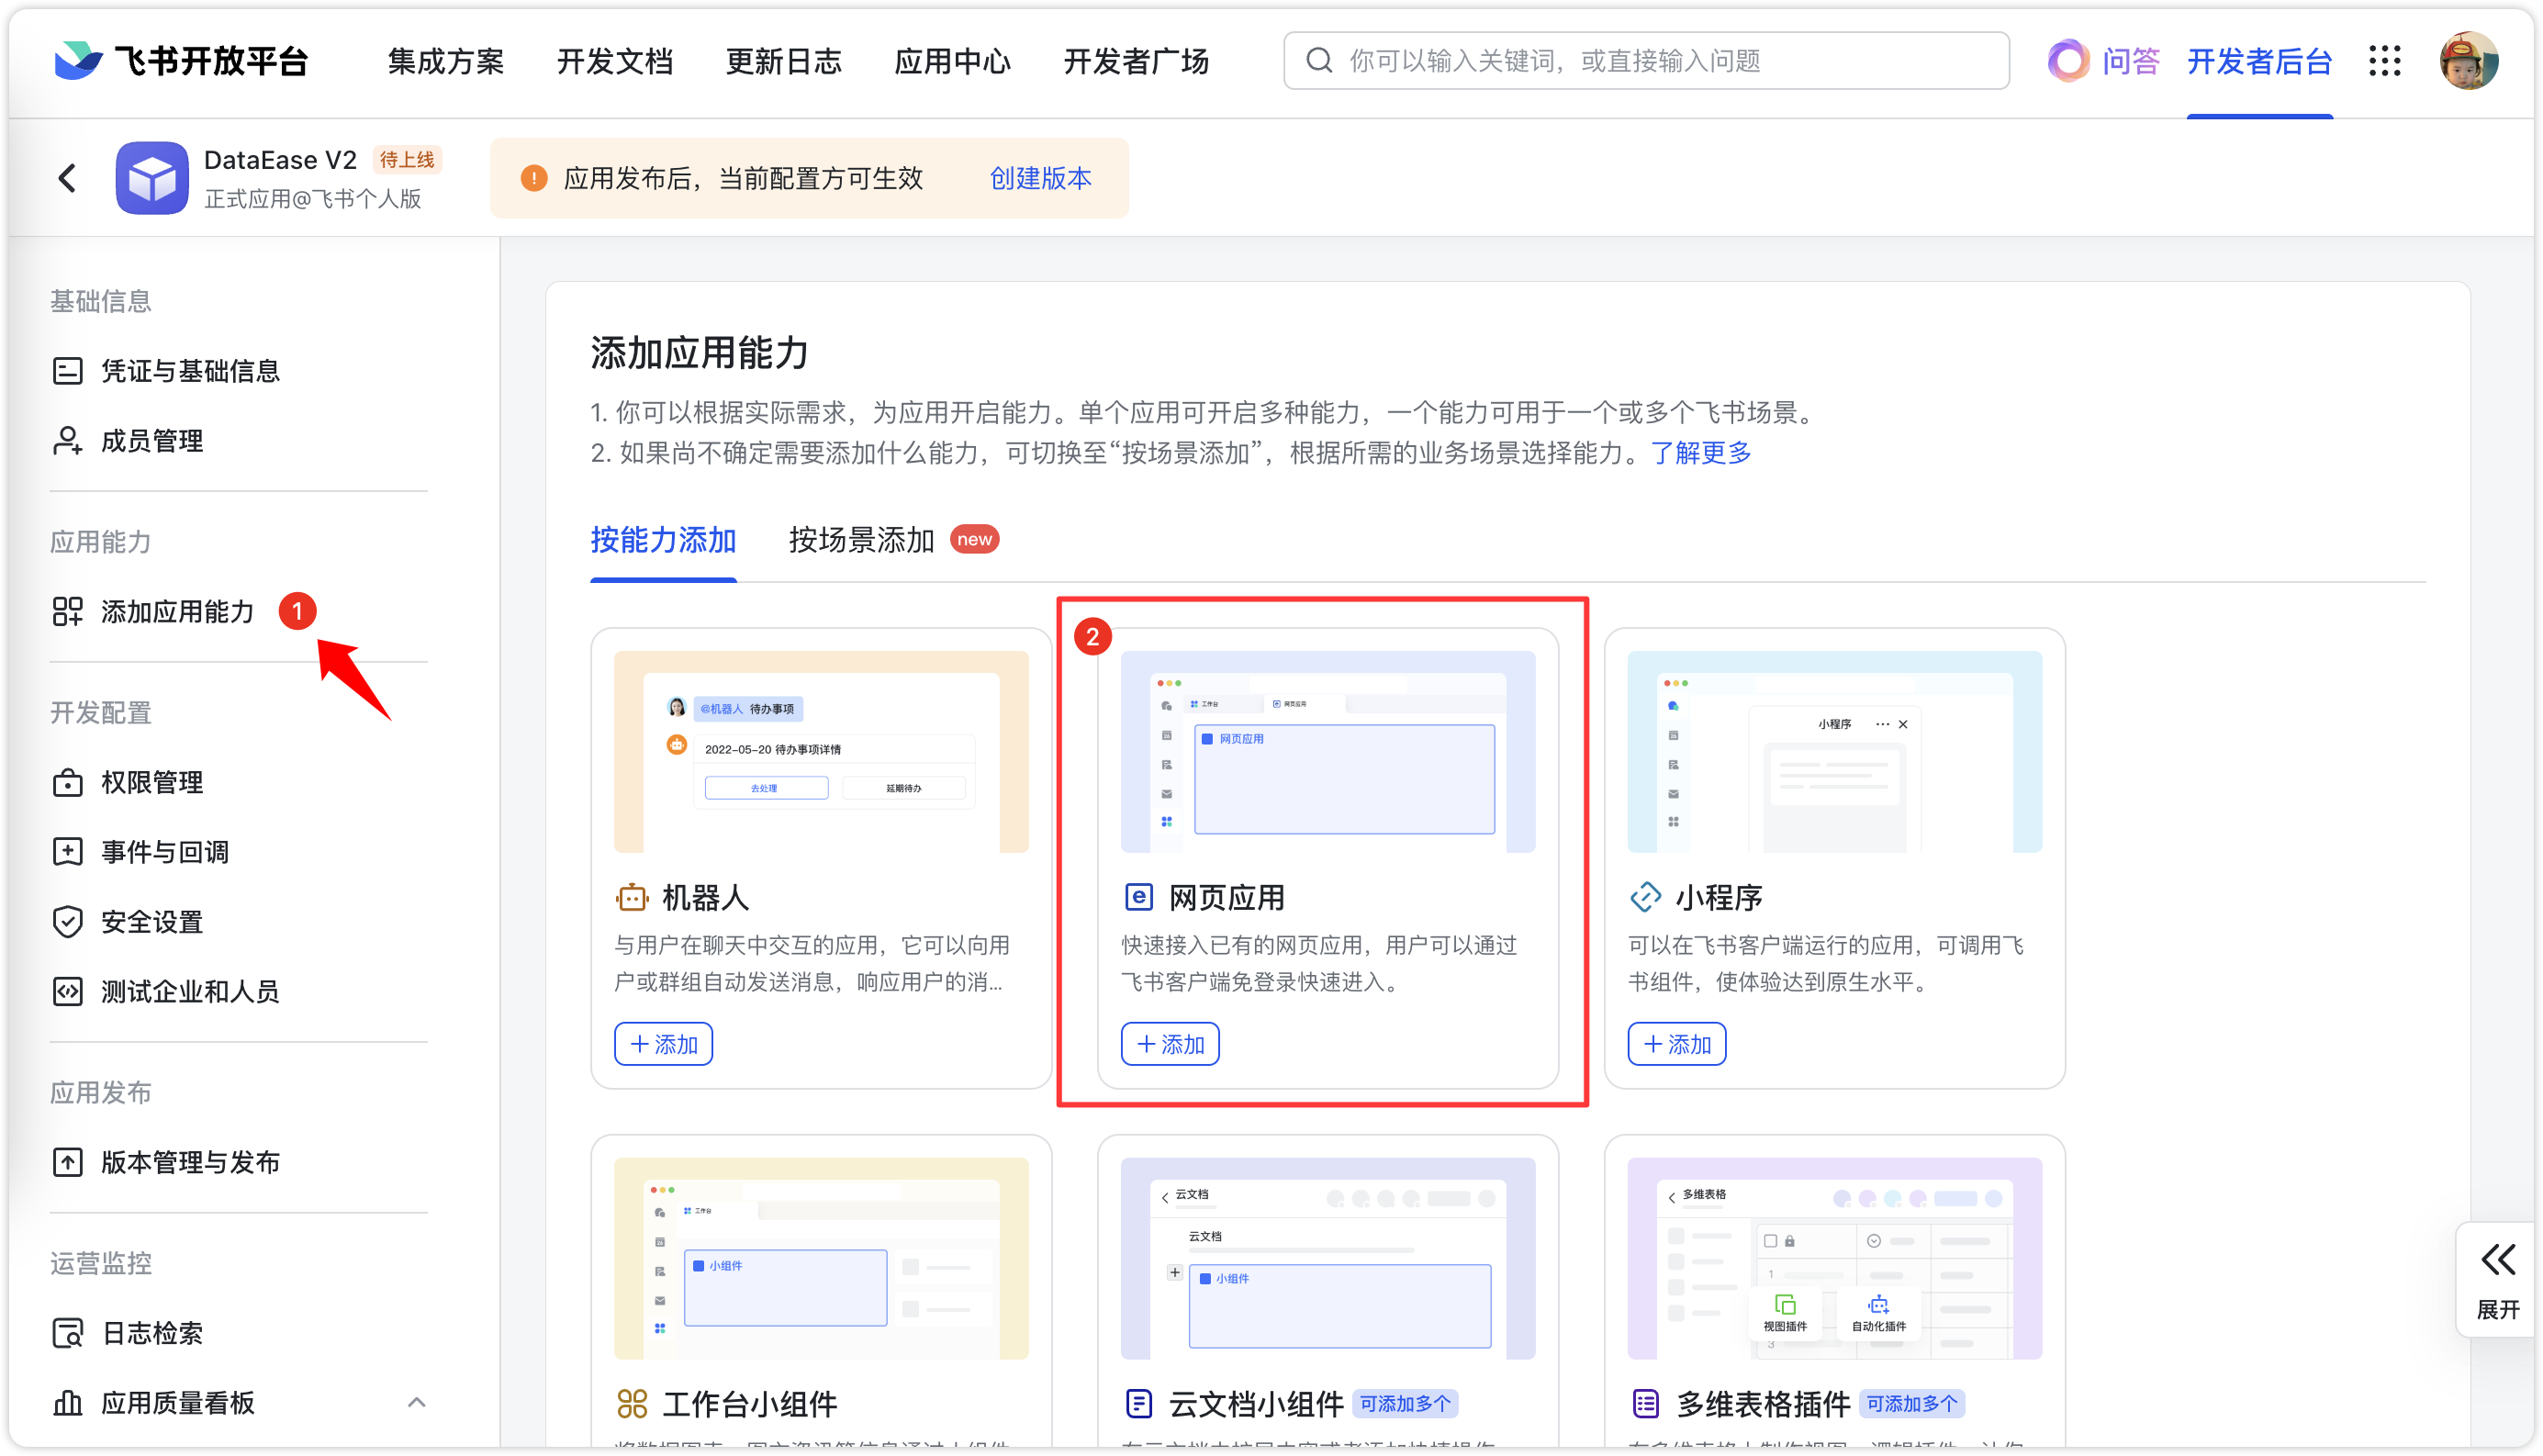 飞书开放平台
集成方案
开发文档
更新日志
应用中心
开发者广场
你可以输入关键词，或直接输入问题
问答
开发者后台
DataEase V2 待上线
正式应用@飞书个人版
应用发布后，当前配置方可生效 创建版本
基础信息
凭证与基础信息
成员管理
应用能力
添加应用能力 1
开发配置
权限管理
事件与回调
安全设置
测试企业和人员
应用发布
版本管理与发布
运营监控
日志检索
应用质量看板
添加应用能力
1. 你可以根据实际需求，为应用开启能力。单个应用可开启多种能力，一个能力可用于一个或多个飞书场景。
2. 如果尚不确定需要添加什么能力，可切换至“按场景添加”，根据所需的业务场景选择能力。了解更多
按能力添加
按场景添加 new
@机器人 待办事项
2022-05-20 待办事项详情
去处理
延期待办
机器人
与用户在聊天中交互的应用，它可以向用
户或群组自动发送消息，响应用户的消...
+ 添加
2
工作台
网页应用
网页应用
网页应用
快速接入已有的网页应用，用户可以通过
飞书客户端免登录快速进入。
+ 添加
小程序
小程序
可以在飞书客户端运行的应用，可调用飞
书组件，使体验达到原生水平。
+ 添加
工作台
小组件
工作台小组件
云文档
云文档
小组件
云文档小组件 可添加多个
多维表格
1
视图插件
自动化插件
3
多维表格插件 可添加多个
展开